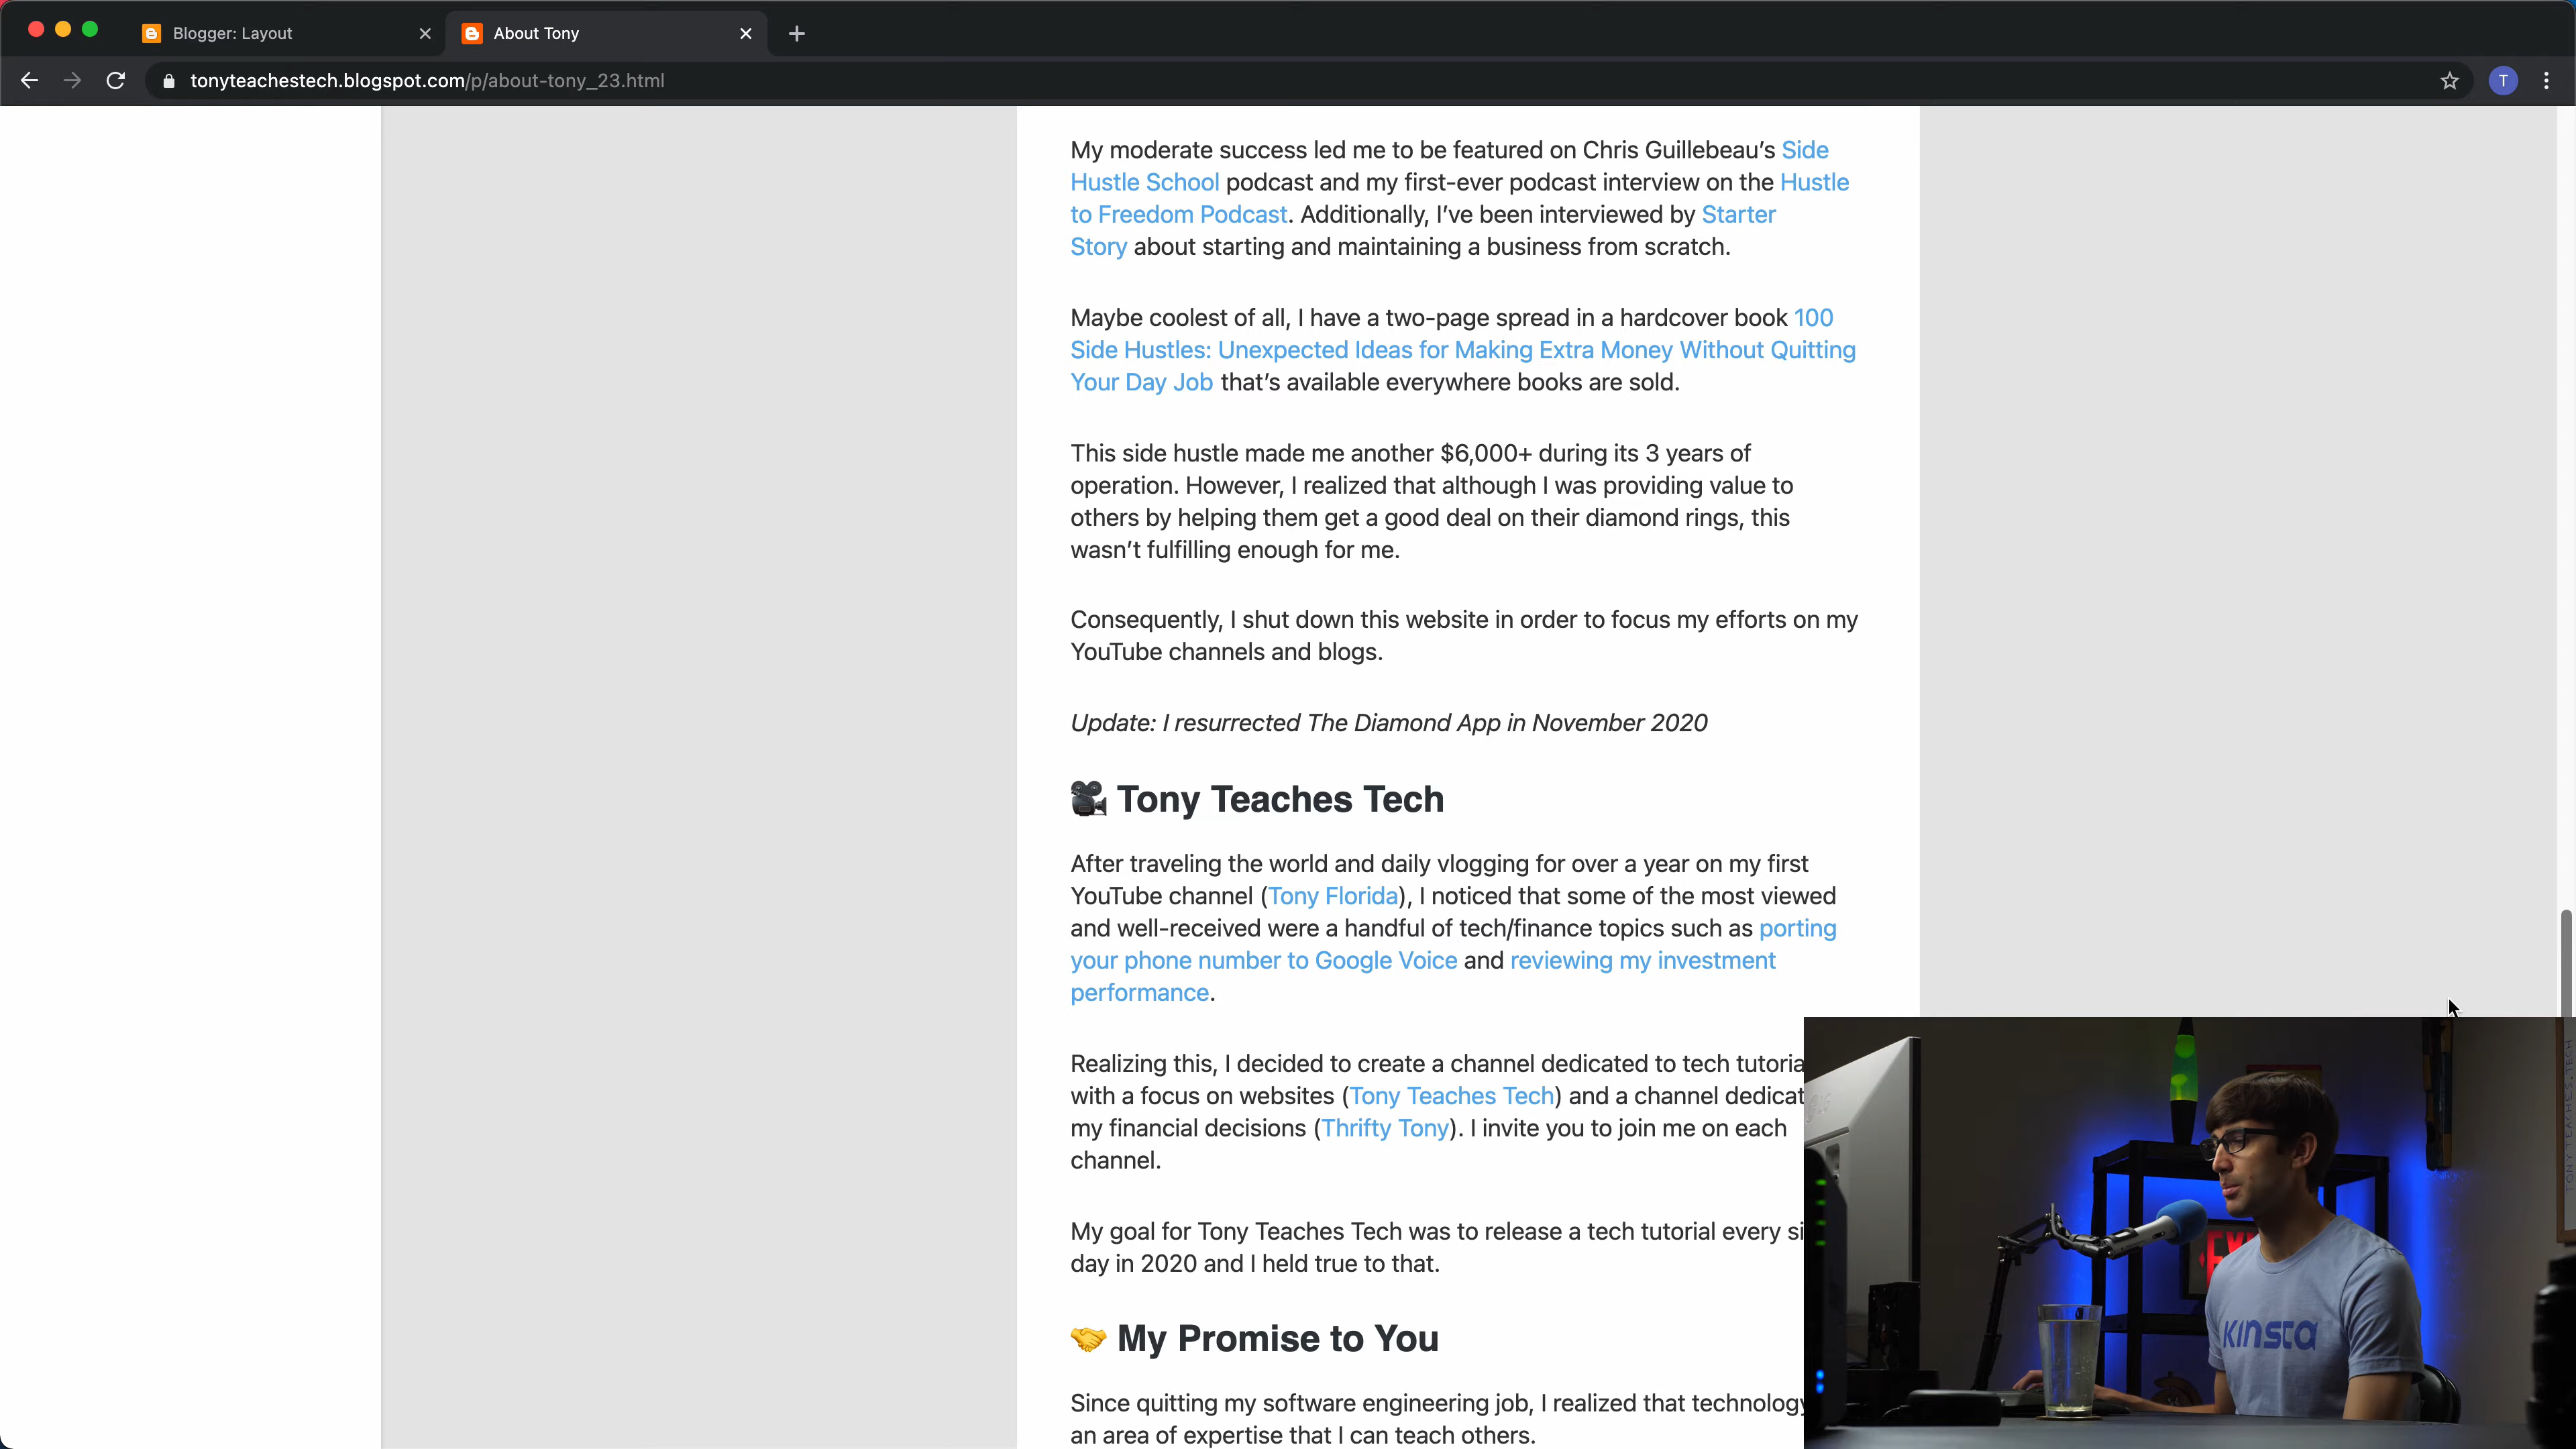 Blogger: Layout
About Tony
tonyteachestech.blogspot.com/p/about-tony_23.html
T
My moderate success led me to be featured on Chris Guillebeau’s Side
Hustle School podcast and my first-ever podcast interview on the Hustle
to Freedom Podcast. Additionally, I’ve been interviewed by Starter
Story about starting and maintaining a business from scratch.
Maybe coolest of all, I have a two-page spread in a hardcover book 100
Side Hustles: Unexpected Ideas for Making Extra Money Without Quitting
Your Day Job that’s available everywhere books are sold.
This side hustle made me another $6,000+ during its 3 years of
operation. However, I realized that although I was providing value to
others by helping them get a good deal on their diamond rings, this
wasn’t fulfilling enough for me.
Consequently, I shut down this website in order to focus my efforts on my
YouTube channels and blogs.
Update: I resurrected The Diamond App in November 2020
Tony Teaches Tech
After traveling the world and daily vlogging for over a year on my first
YouTube channel (Tony Florida), I noticed that some of the most viewed
and well-received were a handful of tech/finance topics such as porting
your phone number to Google Voice and reviewing my investment
performance.
Realizing this, I decided to create a channel dedicated to tech tutoria
with a focus on websites (Tony Teaches Tech) and a channel dedicat
my financial decisions (Thrifty Tony). I invite you to join me on each
channel.
My goal for Tony Teaches Tech was to release a tech tutorial every si
day in 2020 and I held true to that.
My Promise to You
Since quitting my software engineering job, I realized that technology
an area of expertise that I can teach others.
KINSTA
TONYTEACHES.TECH